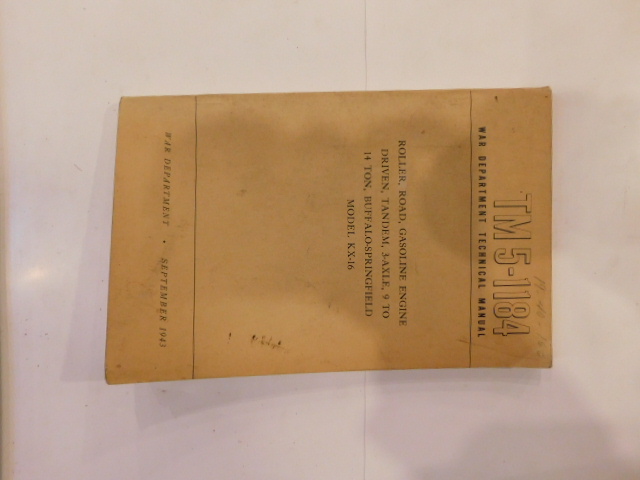 TM 5-1184
WAR DEPARTMENT TECHNICAL MANUAL
ROLLER, ROAD, GASOLINE ENGINE
DRIVEN, TANDEM, 3-AXLE, 9 TO
14 TON, BUFFALO-SPRINGFIELD
MODEL KX-16
WAR DEPARTMENT • SEPTEMBER 1943